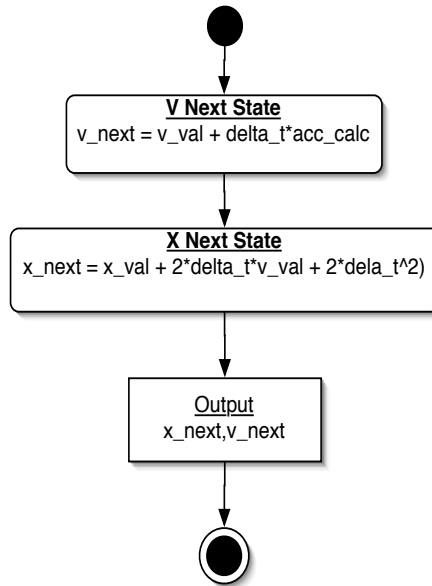 V Next State
v_next = v_val + delta_t*acc_calc
X Next State
x_next = x_val + 2*delta_t*v_val + 2*dela_t^2)
Output
x_next,v_next